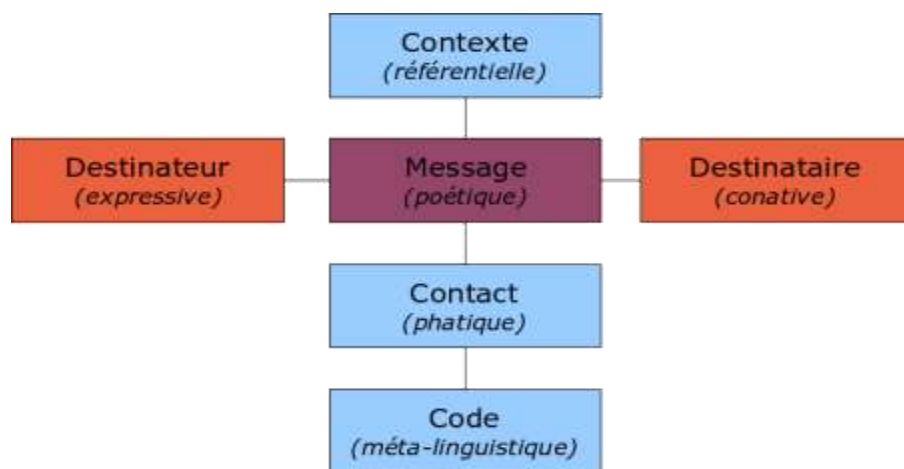 Contexte
(référentielle)
Destinateur
(expressive)
Message
(poétique)
Destinataire
(conative)
Contact
(phatique)
Code
(méta-linguistique)